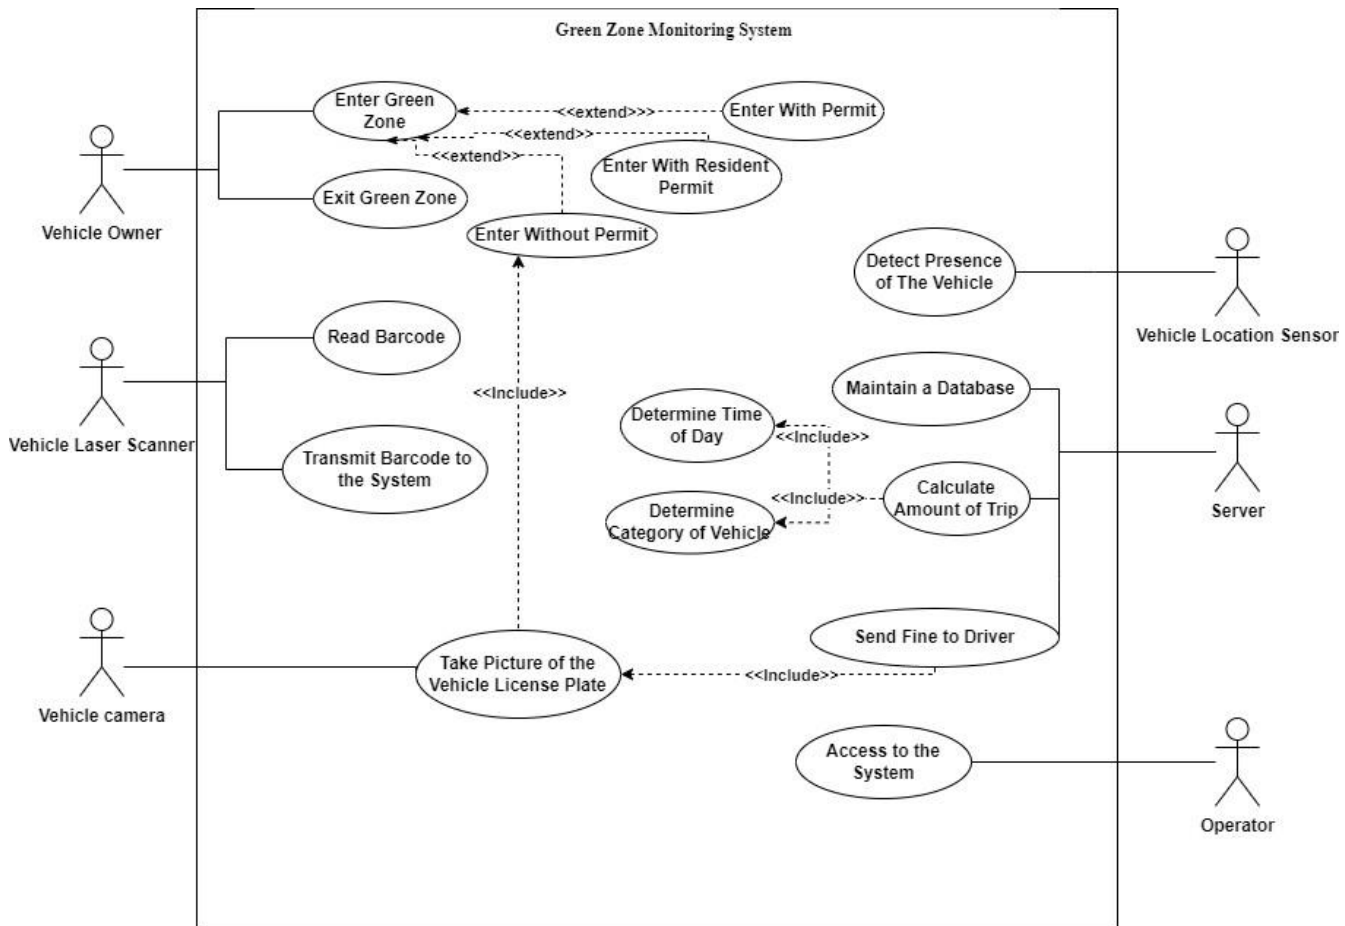 Green Zone Monitoring System
Enter Green
Zone
<<extend>>>
Enter With Permit
<<extend>>
<<extend>>
Enter With Resident
Permit
Exit Green Zone
Vehicle Owner
Enter Without Permit
Detect Presence
of The Vehicle
Vehicle Location Sensor
Read Barcode
Vehicle Laser Scanner
<<Include>>
Maintain a Database
Determine Time
of Day
<<Include>>
Transmit Barcode to
the System
Calculate
Amount of Trip
<<Include>>
Server
Determine
Category of Vehicle
Send Fine to Driver
Take Picture of the
Vehicle License Plate
<<Include>>
Vehicle camera
Access to the
System
Operator